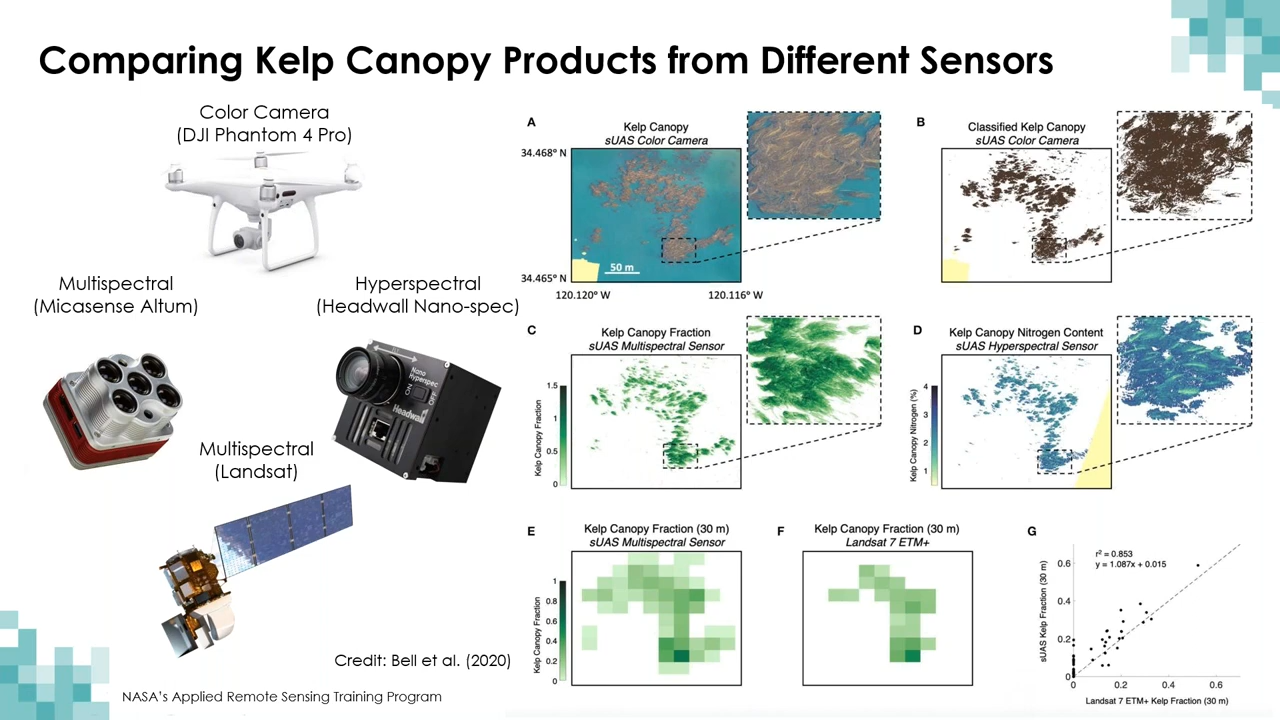 Comparing Kelp Canopy Products from Different Sensors
Color Camera
(DJI Phantom 4 Pro)
Multispectral
(Micasense Altum)
Hyperspectral
(Headwall Nano-spec)
Nano
Hyperspec
ON
OFF
Headwall
Multispectral
(Landsat)
Credit: Bell et al. (2020)
NASA's Applied Remote Sensing Training Program
A
Kelp Canopy
sUAS Color Camera
34.468° N
34.465° N
50 m
120.120° W
120.116° W
B
Classified Kelp Canopy
sUAS Color Camera
C
Kelp Canopy Fraction
sUAS Multispectral Sensor
Kelp Canopy Fraction
1.5
1
0.5
0
D
Kelp Canopy Nitrogen Content
sUAS Hyperspectral Sensor
Kelp Canopy Nitrogen (%)
4
3
2
1
E
Kelp Canopy Fraction (30 m)
sUAS Multispectral Sensor
Kelp Canopy Fraction
1
0.8
0.6
0.4
0.2
0
F
Kelp Canopy Fraction (30 m)
Landsat 7 ETM+
G
r² = 0.853
y = 1.087x + 0.015
sUAS Kelp Fraction (30 m)
0.6
0.4
0.2
0
0
0.2
0.4
0.6
Landsat 7 ETM+ Kelp Fraction (30 m)